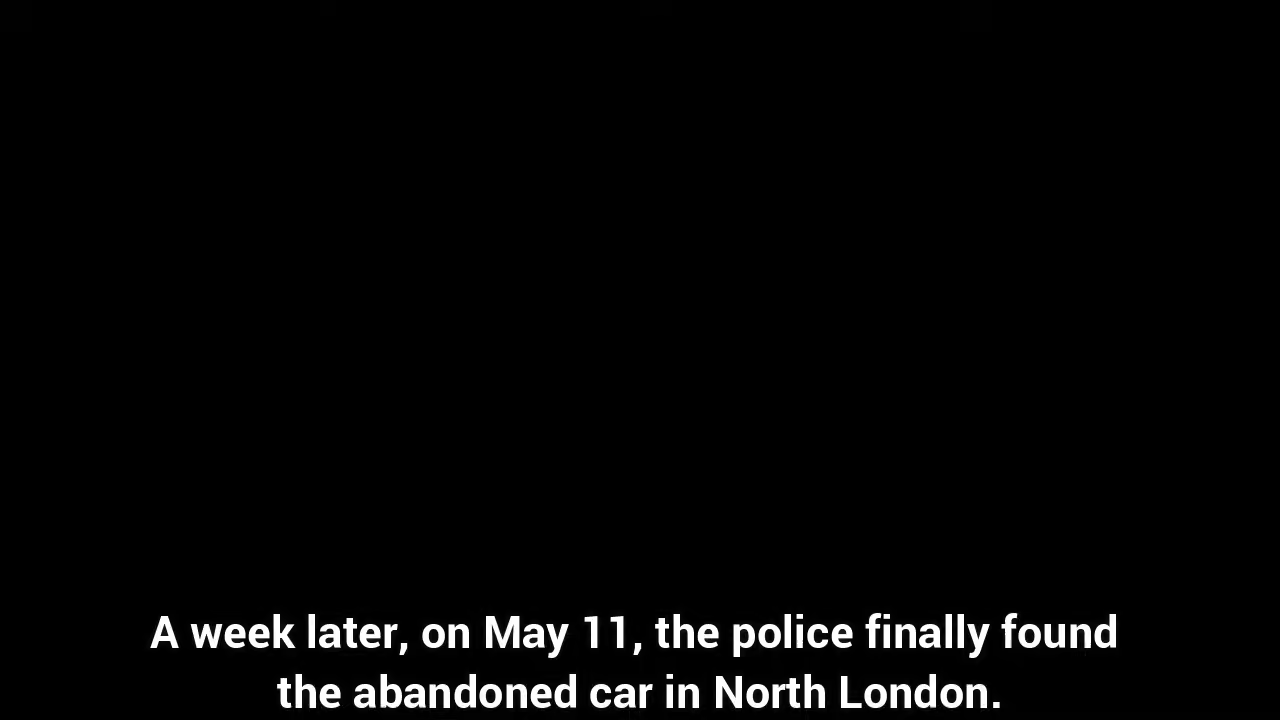 A week later, on May 11, the police finally found
the abandoned car in North London.